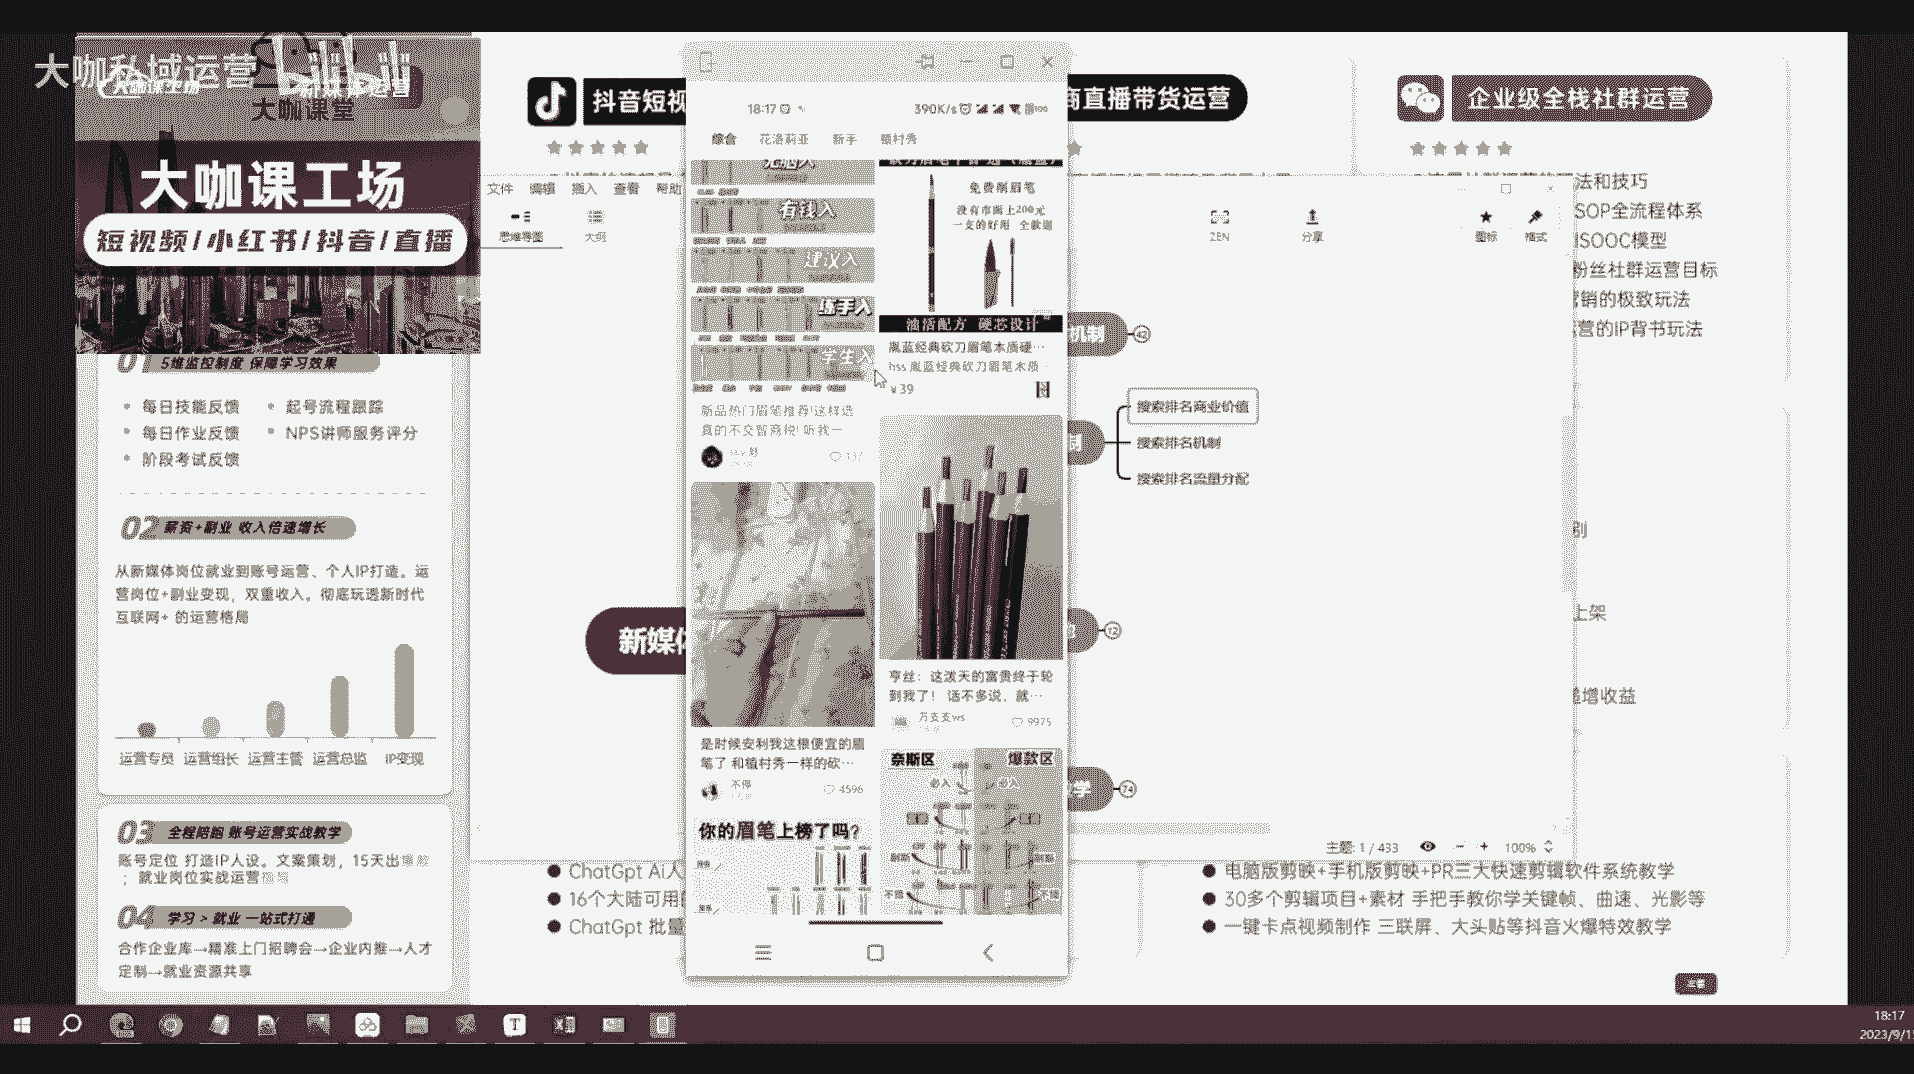 大咖私域运营
大咖课工场
新媒体运营
大咖课堂
大咖课工场
短视频/小红书/抖音/直播
01 5维监控制度 保障学习效果
每日技能反馈
起号流程跟踪
每日作业反馈
NPS讲师服务评分
阶段考试反馈
02 薪资+副业 收入倍速增长
从新媒体岗位就业到账号运营、个人IP打造。运
营岗位+副业变现，双重收入。彻底玩透新时代
互联网+ 的运营格局
运营专员 运营组长 运营主管 运营总监 IP变现
03 全程陪跑 账号运营实战教学
账号定位 打造IP人设。文案策划，15天出
；就业岗位实战运营
04 学习 > 就业 一站式打通
合作企业库→精准上门招聘会→企业内推→人才
定制→就业资源共享
抖音短视
商直播带货运营
企业级全栈社群运营
法和技巧
SOP全流程体系
ISOOC模型
粉丝社群运营目标
营销的极致玩法
运营的IP背书玩法
上架
增收益
文件 编辑 插入 查看 帮助
思维导图
大纲
ZEN
分享
图标
格式
新媒体
机制
42
制
搜索排名商业价值
搜索排名机制
搜索排名流量分配
12
学
74
主题: 1 / 433
100%
18:17
390K/s
综合 花洛莉亚 新手 植村秀
有钱入
建议入
练手入
学生入
新品热门眉笔推荐!这样选
真的不交智商税! 听我一
137
免费削眉笔
没有市面上200元
一支的好用 全额退
油活配方 硬芯设计
胤蓝经典砍刀眉笔木质硬…
hss 胤蓝经典砍刀眉笔木质
¥39
是时候安利我这根便宜的眉
笔了 和植村秀一样的砍…
不停
4596
亨丝：这泼天的富贵终于轮
到我了！ 话不多说，就…
万支支ws
9975
你的眉笔上榜了吗?
奈斯区
爆款区
必入
必入
ChatGpt Ai人
16个大陆可用
ChatGpt 批量
电脑版剪映+手机版剪映+PR三大快速剪辑软件系统教学
30多个剪辑项目+素材 手把手教你学关键帧、曲速、光影等
一键卡点视频制作 三联屏、大头贴等抖音火爆特效教学
18:17
2023/9/1